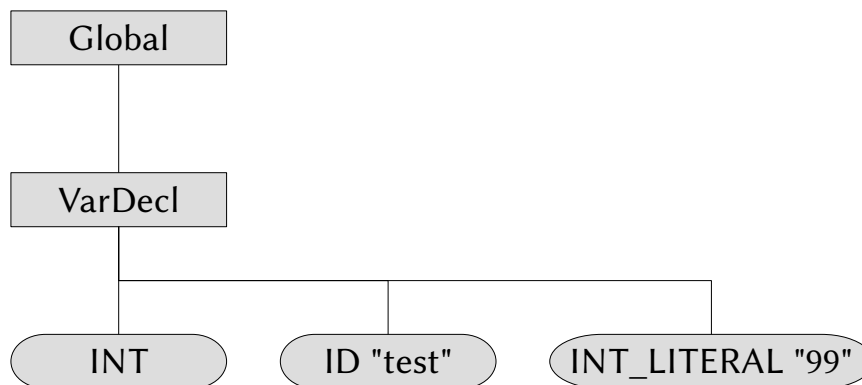 Global
VarDecl
INT
ID "test"
INT_LITERAL "99"